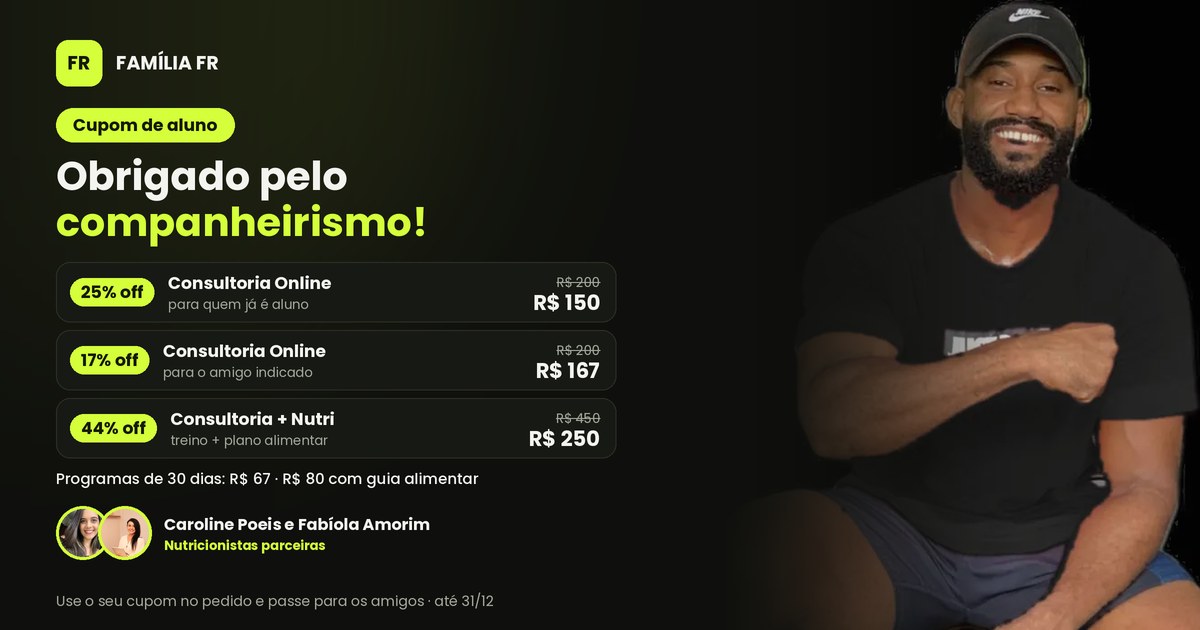 FR FAMÍLIA FR
Cupom de aluno
Obrigado pelo
companheirismo!
25% off Consultoria Online R$ 200
para quem já é aluno R$ 150
17% off Consultoria Online R$ 200
para o amigo indicado R$ 167
44% off Consultoria + Nutri R$ 450
treino + plano alimentar R$ 250
Programas de 30 dias: R$ 67 · R$ 80 com guia alimentar
Caroline Poeis e Fabíola Amorim
Nutricionistas parceiras
Use o seu cupom no pedido e passe para os amigos · até 31/12
NIKE